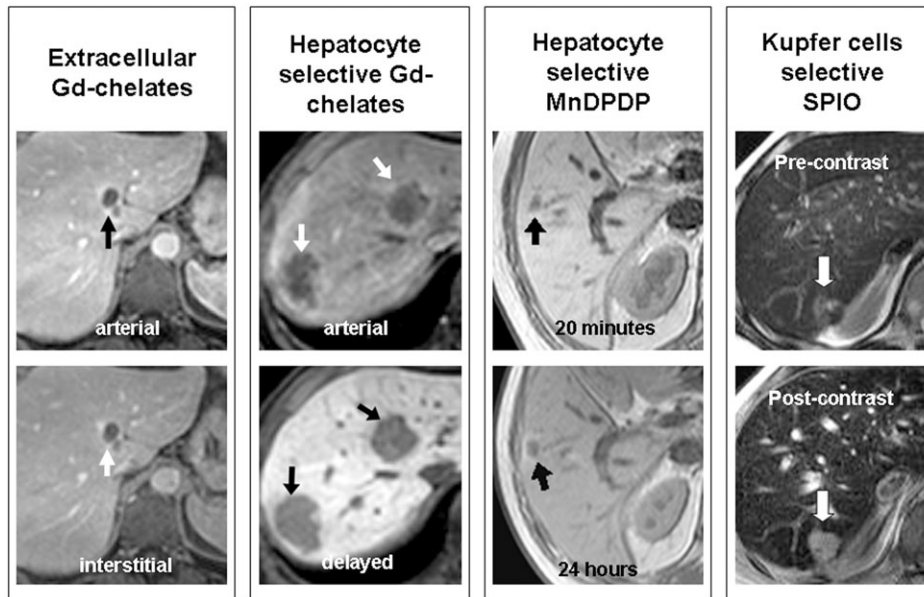 Extracellular
Gd-chelates
arterial
interstitial
Hepatocyte
selective Gd-
chelates
arterial
delayed
Hepatocyte
selective
MnDPDP
20 minutes
24 hours
Kupfer cells
selective
SPIO
Pre-contrast
Post-contrast